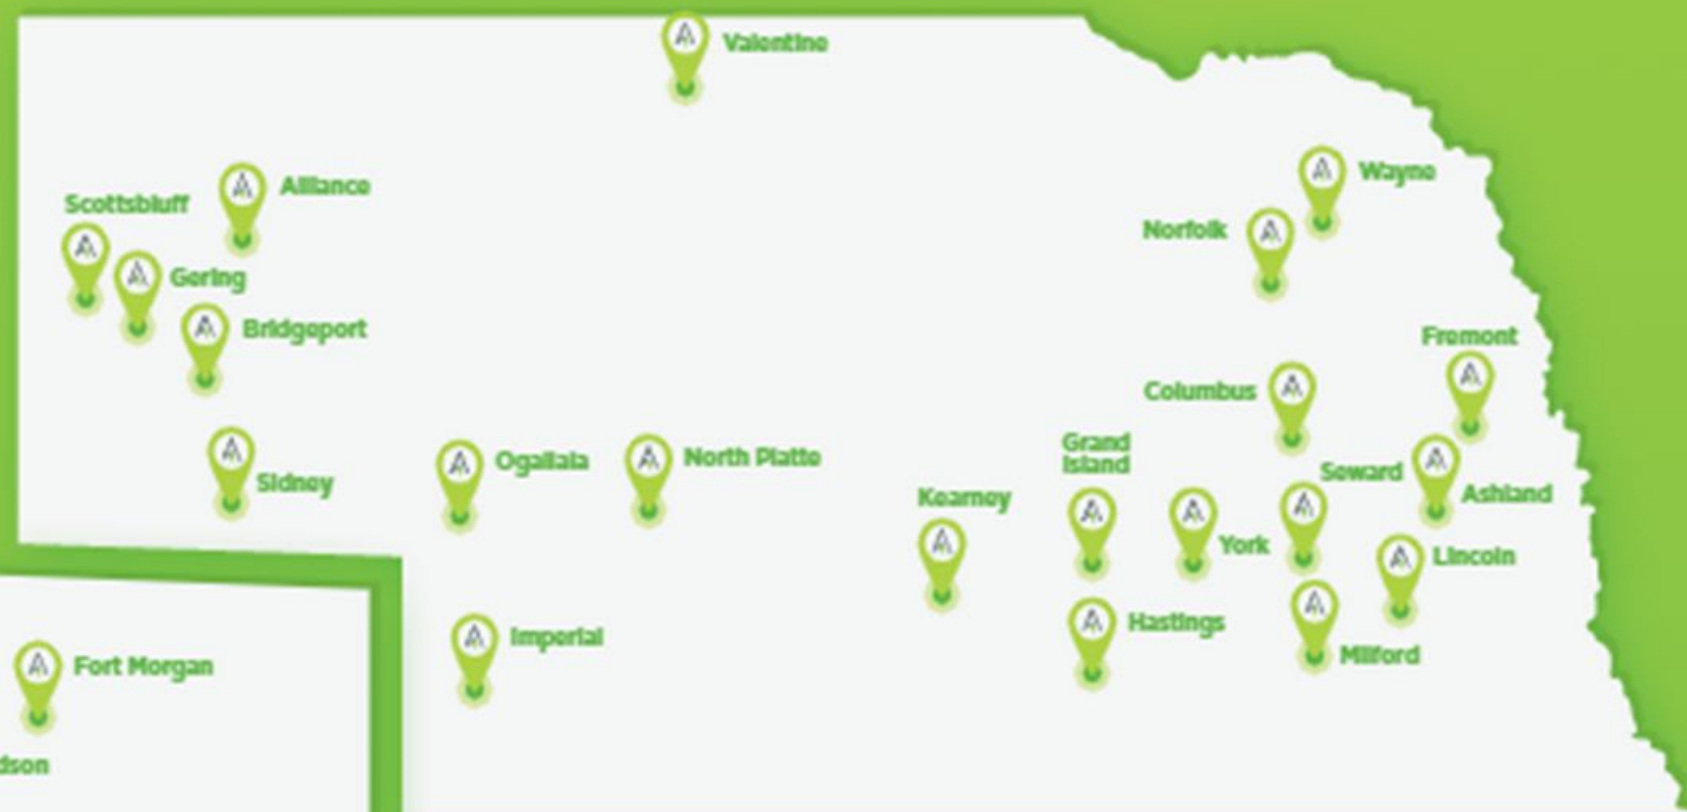 Valentine
Wayne
Alliance
Scottsbluff
Norfolk
Gering
Bridgeport
Fremont
Columbus
Grand
Island
Ogallala
North Platte
Seward
Sidney
Ashland
Kearney
York
Lincoln
Hastings
Imperial
Milford
Fort Morgan
dson